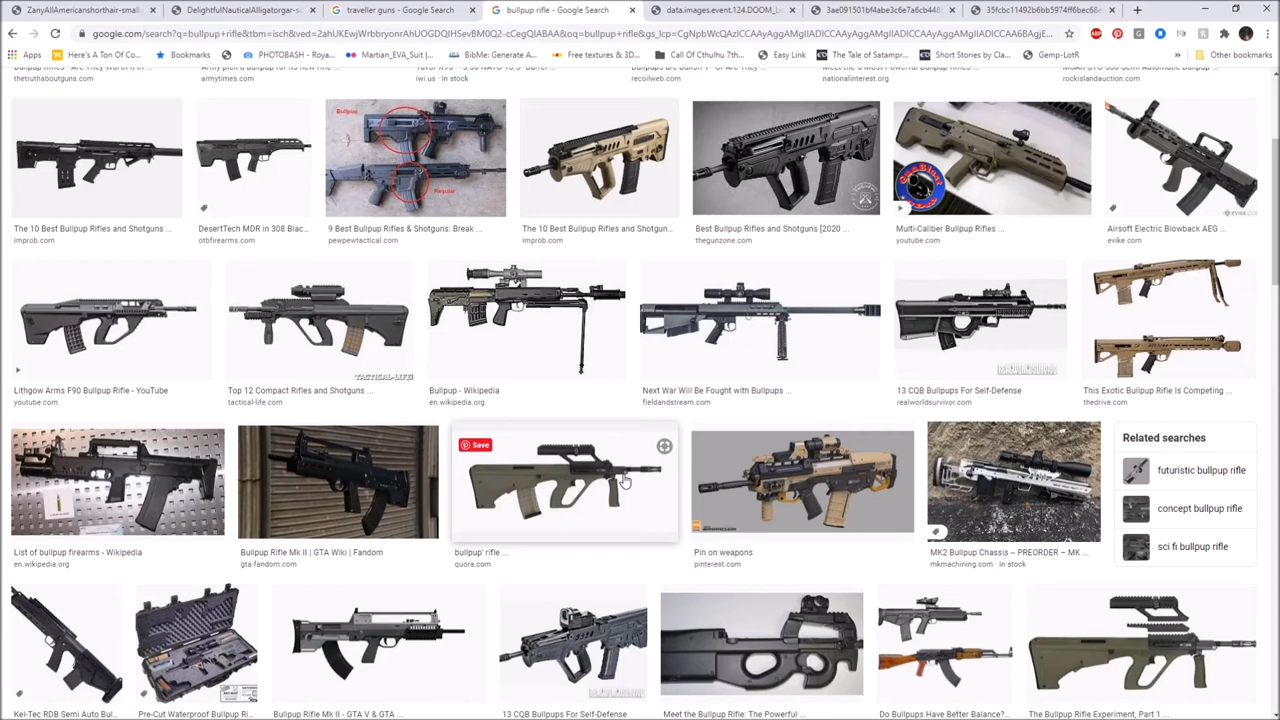 ZanyAllAmericanshorthair-small.
DelightfulNauticalAlligatorgar-s
traveller guns - Google Search
bullpup rifle - Google Search
data.images.event.124.DOOM_L
google.com/search?q=bullpup+rifle&tbm=isch&ved=
Apps
Here's A Ton Of Co...
PHOTOBASH
Martian_EVA_Suit |...
BibMe: Generate A...
Free textures & 3D...
Call Of Cthulhu 7th...
Easy Link
The Tale of Satampr...
Short Stories by Cla...
Gemp-LotR
Other bookmarks
thetruthaboutguns.com
armytimes.com
iwi.us · In stock
recoilweb.com
nationalinterest.org
rockislandauction.com
Bullpup
Regular
EVIKE.COM
The 10 Best Bullpup Rifles and Shotguns ...
DesertTech MDR in 308 Blac...
9 Best Bullpup Rifles & Shotguns: Break ...
The 10 Best Bullpup Rifles and Shotgun...
Best Bullpup Rifles and Shotguns [2020 ...
Multi-Caliber Bullpup Rifles ...
Airsoft Electric Blowback AEG ...
improb.com
otbfirearms.com
pewpewtactical.com
improb.com
thegunzone.com
youtube.com
evike.com
TACTICAL-LIFE
Lithgow Arms F90 Bullpup Rifle - YouTube
Top 12 Compact Rifles and Shotguns ...
Bullpup - Wikipedia
Next War Will Be Fought with Bullpups ...
13 CQB Bullpups For Self-Defense
This Exotic Bullpup Rifle Is Competing ...
youtube.com
tactical-life.com
en.wikipedia.org
fieldandstream.com
realworldsurvivor.com
thedrive.com
Save
Related searches
futuristic bullpup rifle
concept bullpup rifle
sci fi bullpup rifle
List of bullpup firearms - Wikipedia
Bullpup Rifle Mk II | GTA Wiki | Fandom
bullpup' rifle ...
Pin on weapons
MK2 Bullpup Chassis -- PREORDER – MK ...
en.wikipedia.org
gta.fandom.com
quora.com
pinterest.com
mkmachining.com · In stock
Kel-Tec RDB Semi Auto Bul...
Pre-Cut Waterproof Bullpup Ri...
Bullpup Rifle Mk II - GTA V & GTA ...
13 CQB Bullpups For Self-Defense
Meet the Bullpup Rifle: The Powerful ...
Do Bullpups Have Better Balance?...
The Bullpup Rifle Experiment, Part 1 ...